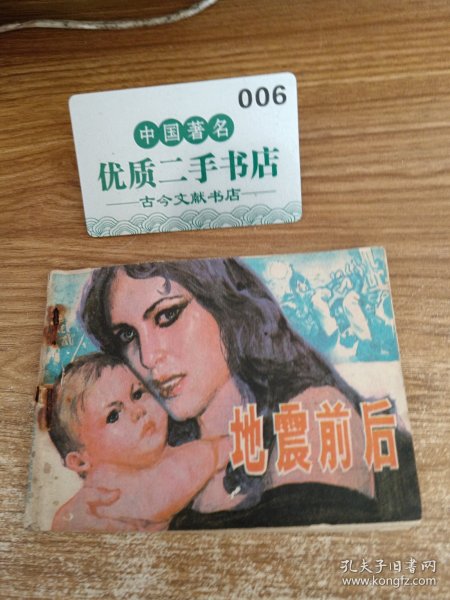 006
中国著名
优质二手书店
古今文献书店
地震前后
孔夫子旧书网
www.kongfz.com